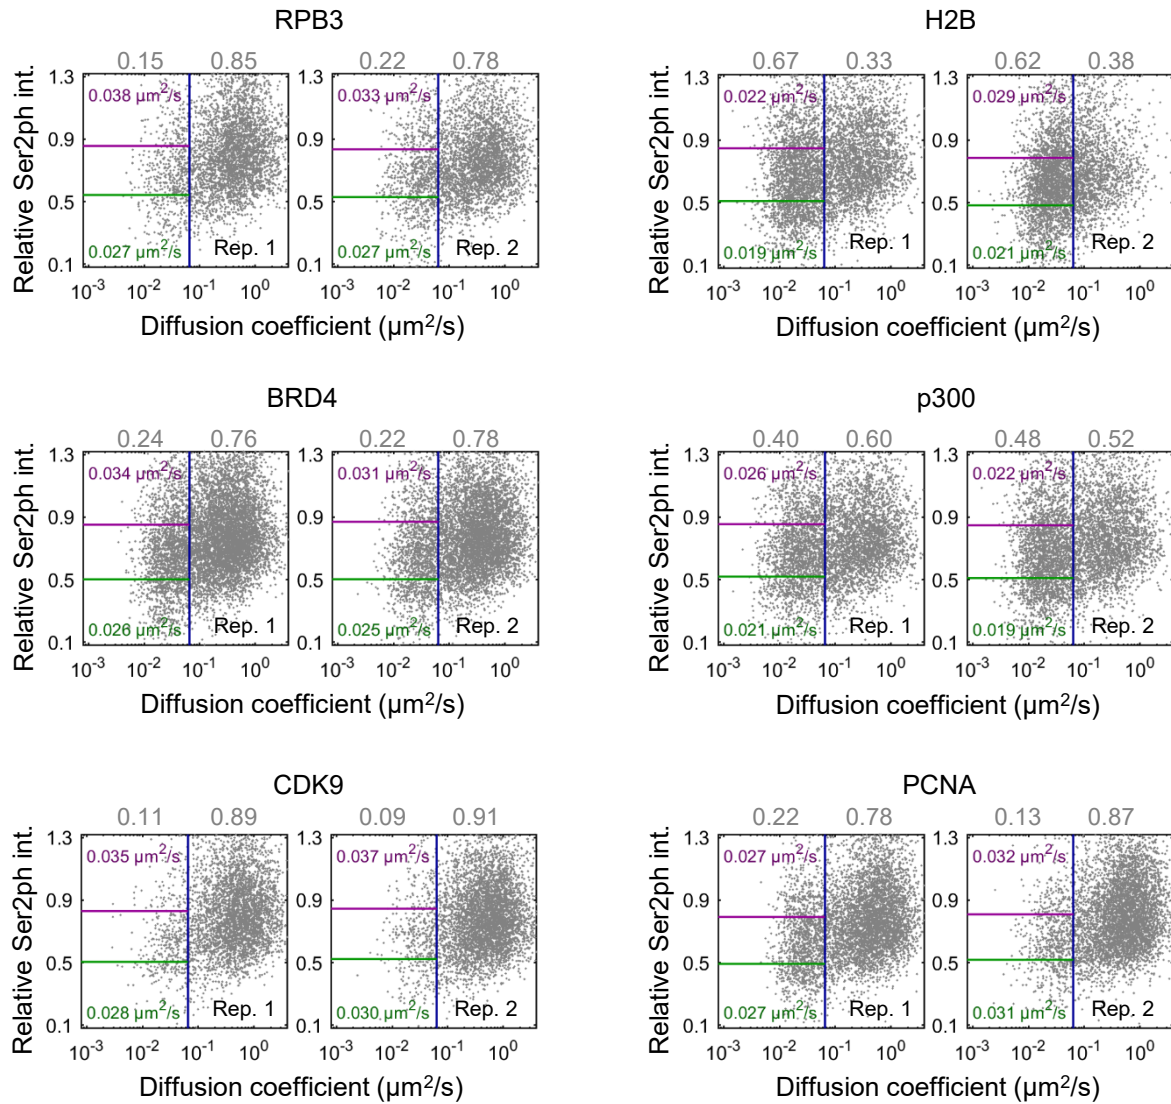 RPB3
0.15 0.85 0.22 0.78
Relative Ser2ph int.
1.3 0.9 0.5 0.1
0.038 µm²/s
0.027 µm²/s
Rep. 1
1.3 0.9 0.5 0.1
0.033 µm²/s
0.027 µm²/s
Rep. 2
10⁻³ 10⁻² 10⁻¹ 10⁰ 10⁻³ 10⁻² 10⁻¹ 10⁰
Diffusion coefficient (µm²/s)
H2B
0.67 0.33 0.62 0.38
Relative Ser2ph int.
1.3 0.9 0.5 0.1
0.022 µm²/s
0.019 µm²/s
Rep. 1
1.3 0.9 0.5 0.1
0.029 µm²/s
0.021 µm²/s
Rep. 2
10⁻³ 10⁻² 10⁻¹ 10⁰ 10⁻³ 10⁻² 10⁻¹ 10⁰
Diffusion coefficient (µm²/s)
BRD4
0.24 0.76 0.22 0.78
Relative Ser2ph int.
1.3 0.9 0.5 0.1
0.034 µm²/s
0.026 µm²/s
Rep. 1
1.3 0.9 0.5 0.1
0.031 µm²/s
0.025 µm²/s
Rep. 2
10⁻³ 10⁻² 10⁻¹ 10⁰ 10⁻³ 10⁻² 10⁻¹ 10⁰
Diffusion coefficient (µm²/s)
p300
0.40 0.60 0.48 0.52
Relative Ser2ph int.
1.3 0.9 0.5 0.1
0.026 µm²/s
0.021 µm²/s
Rep. 1
1.3 0.9 0.5 0.1
0.022 µm²/s
0.019 µm²/s
Rep. 2
10⁻³ 10⁻² 10⁻¹ 10⁰ 10⁻³ 10⁻² 10⁻¹ 10⁰
Diffusion coefficient (µm²/s)
CDK9
0.11 0.89 0.09 0.91
Relative Ser2ph int.
1.3 0.9 0.5 0.1
0.035 µm²/s
0.028 µm²/s
Rep. 1
1.3 0.9 0.5 0.1
0.037 µm²/s
0.030 µm²/s
Rep. 2
10⁻³ 10⁻² 10⁻¹ 10⁰ 10⁻³ 10⁻² 10⁻¹ 10⁰
Diffusion coefficient (µm²/s)
PCNA
0.22 0.78 0.13 0.87
Relative Ser2ph int.
1.3 0.9 0.5 0.1
0.027 µm²/s
0.027 µm²/s
Rep. 1
1.3 0.9 0.5 0.1
0.032 µm²/s
0.031 µm²/s
Rep. 2
10⁻³ 10⁻² 10⁻¹ 10⁰ 10⁻³ 10⁻² 10⁻¹ 10⁰
Diffusion coefficient (µm²/s)